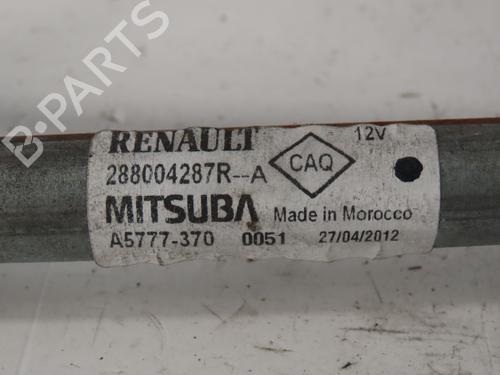 B-PARTS
RENAULT
12V
288004287R--A
CAQ
MITSUBA
Made in Morocco
A5777-370 0051 27/04/2012